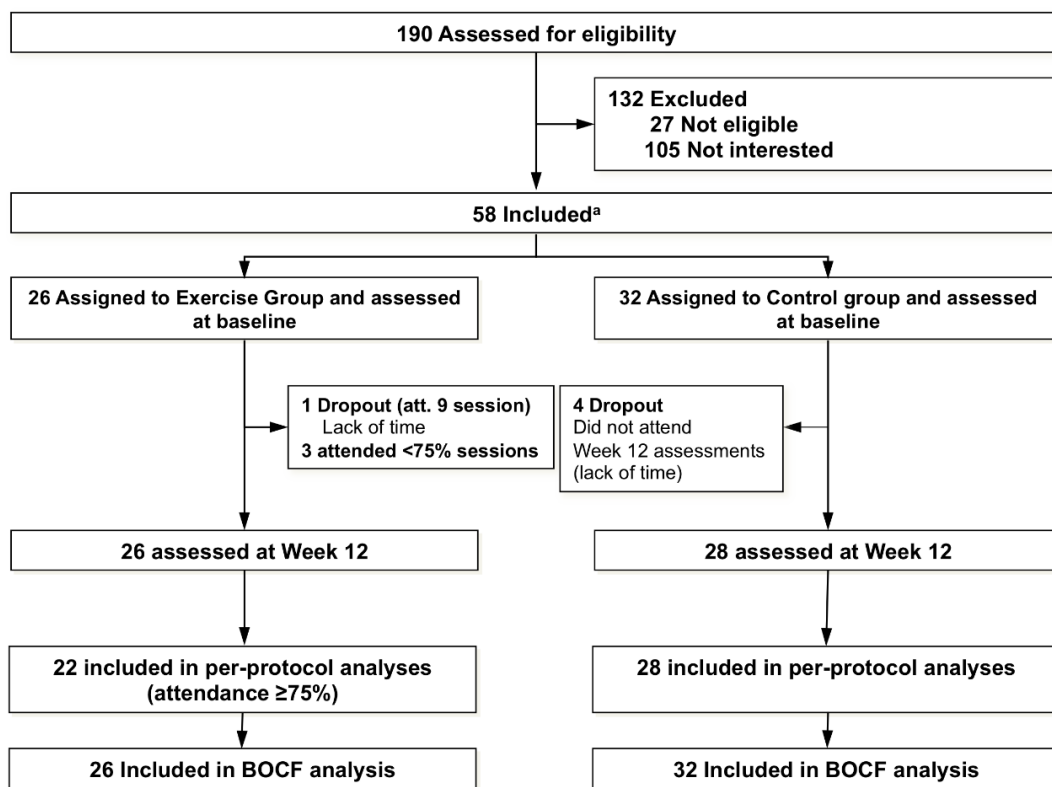 190 Assessed for eligibility
132 Excluded
27 Not eligible
105 Not interested
58 Includedᵃ
26 Assigned to Exercise Group and assessed
at baseline
32 Assigned to Control group and assessed
at baseline
1 Dropout (att. 9 session)
Lack of time
3 attended <75% sessions
4 Dropout
Did not attend
Week 12 assessments
(lack of time)
26 assessed at Week 12
28 assessed at Week 12
22 included in per-protocol analyses
(attendance ≥75%)
28 included in per-protocol analyses
26 Included in BOCF analysis
32 Included in BOCF analysis